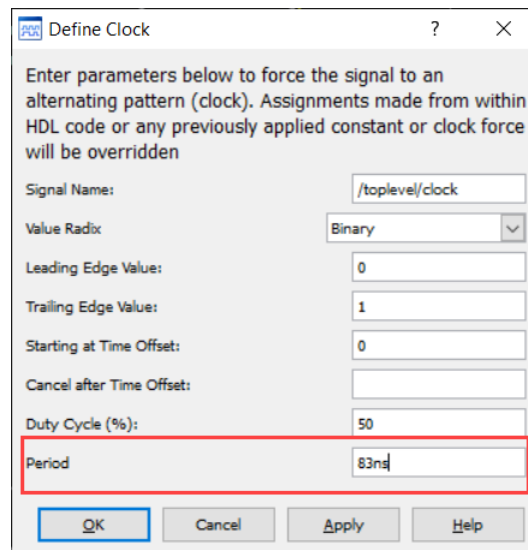 Define Clock ? X
Enter parameters below to force the signal to an
alternating pattern (clock). Assignments made from within
HDL code or any previously applied constant or clock force
will be overridden
Signal Name: /toplevel/clock
Value Radix Binary
Leading Edge Value: 0
Trailing Edge Value: 1
Starting at Time Offset: 0
Cancel after Time Offset:
Duty Cycle (%): 50
Period 83ns
OK Cancel Apply Help